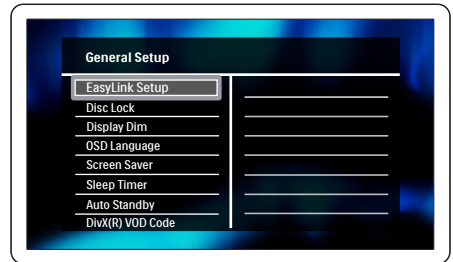 General Setup
EasyLink Setup
Disc Lock
Display Dim
OSD Language
Screen Saver
Sleep Timer
Auto Standby
DivX(R) VOD Code